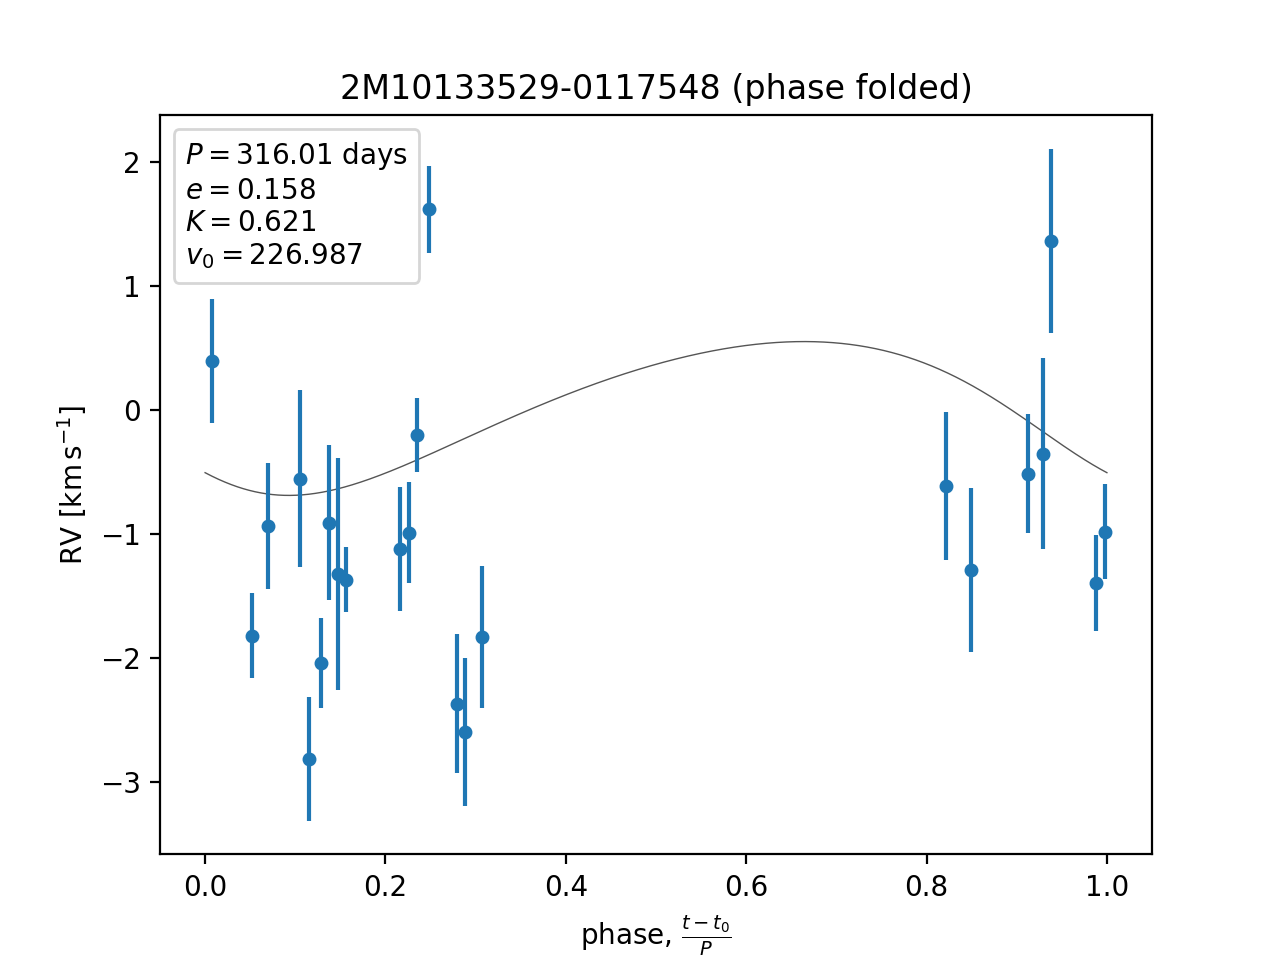 2M10133529-0117548 (phase folded)
P = 316.01 days
e = 0.158
K = 0.621
v₀ = 226.987
2
1
0
−1
−2
−3
RV [km s⁻¹]
0.0 0.2 0.4 0.6 0.8 1.0
phase, (t − t₀)/P